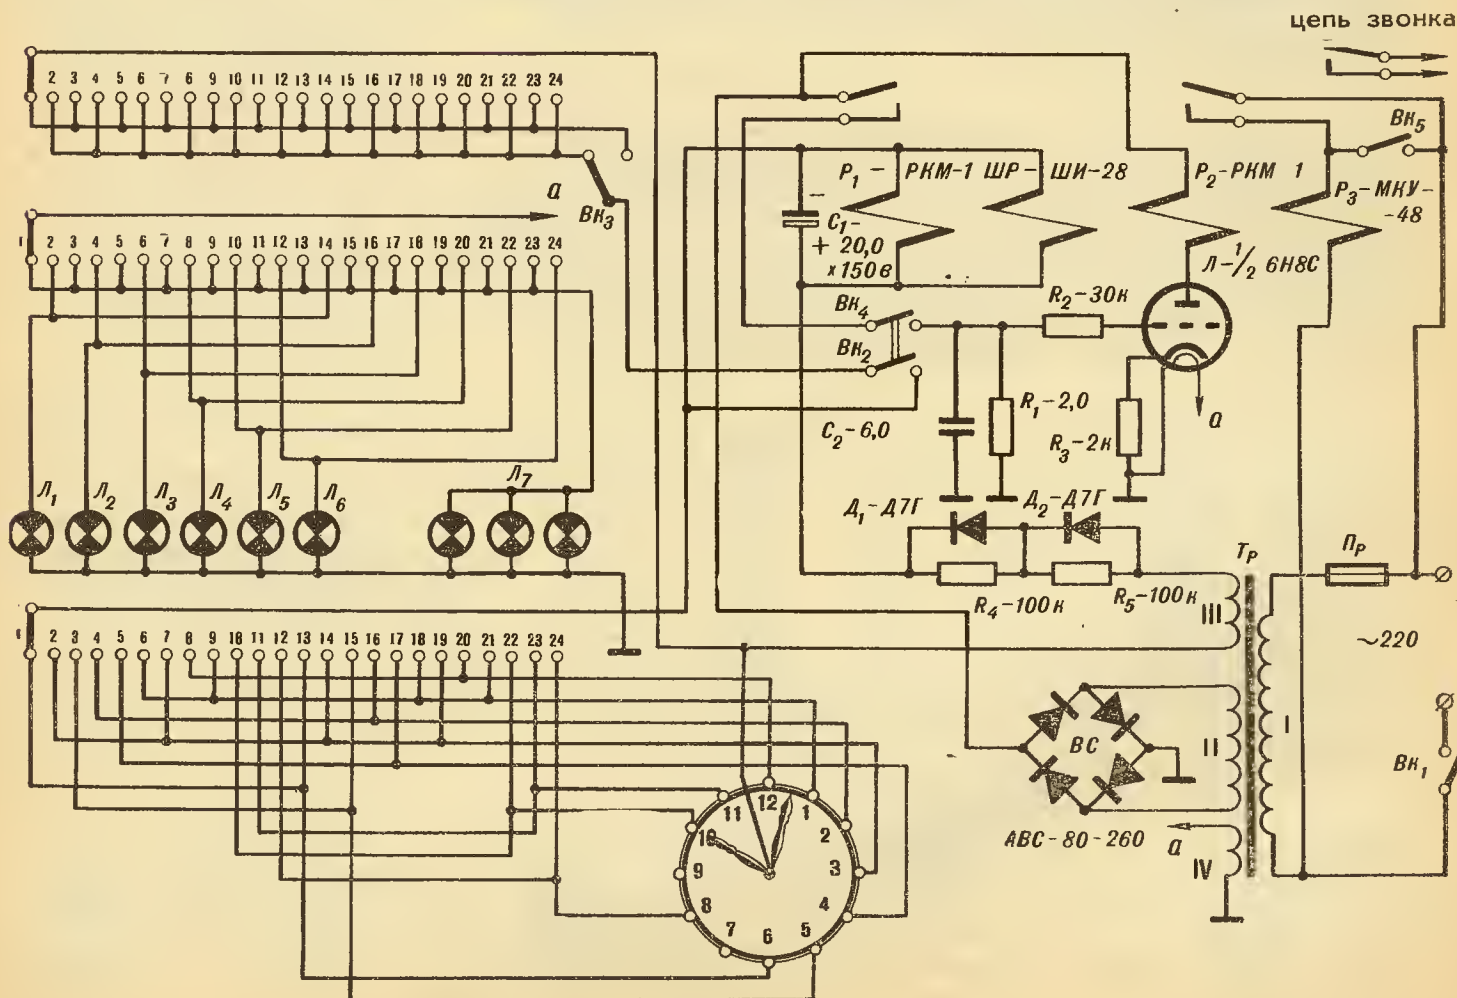 цепь звонка
2 3 4 5 6 7 6 9 10 11 12 13 14 15 16 17 18 19 20 21 22 23 24
Вк₅
P₁ – РКМ-1 ШР – ШИ-28
P₂-РКМ 1
P₃-МКУ-
-48
a
Вк₃
–
C₁-
+ 20,0
×150в
1 2 3 4 5 6 7 8 9 10 11 12 13 14 15 16 17 18 19 20 21 22 23 24
Л-½ 6Н8С
R₂-30к
Вк₄
Вк₂
R₁-2,0
a
C₂-6,0
R₃-2к
Л₁ Л₂ Л₃ Л₄ Л₅ Л₆ Л₇
Д₁-Д7Г Д₂-Д7Г
Тр
Пр
R₄-100к R₅-100к
III
~220
1 2 3 4 5 6 7 8 9 10 11 12 13 14 15 16 17 18 19 20 21 22 23 24
ВС
II
I
Вк₁
АВС-80-260
a
IV
12 1 2 3 4 5 6 7 8 9 10 11